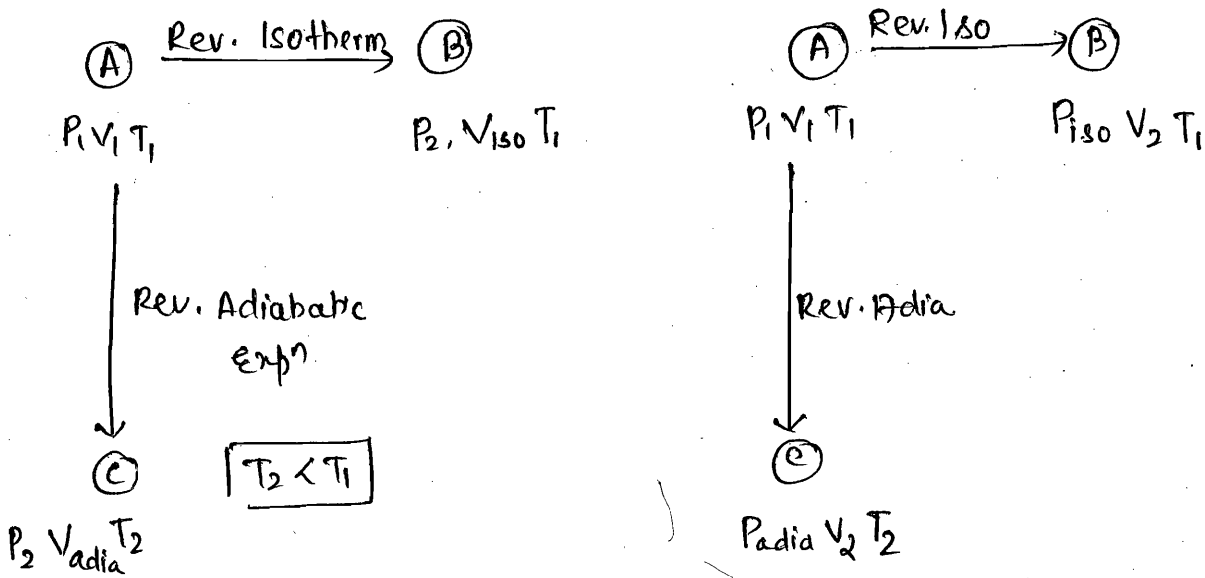 Rev. Isotherm
A
B
P₁ V₁ T₁
P₂, Viso T₁
Rev. Adiabatic
Expⁿ.
C
T₂ < T₁
P₂ Vadia T₂
Rev. Iso
A
B
P₁ V₁ T₁
Piso V₂ T₁
Rev. Adia
C
Padia V₂ T₂